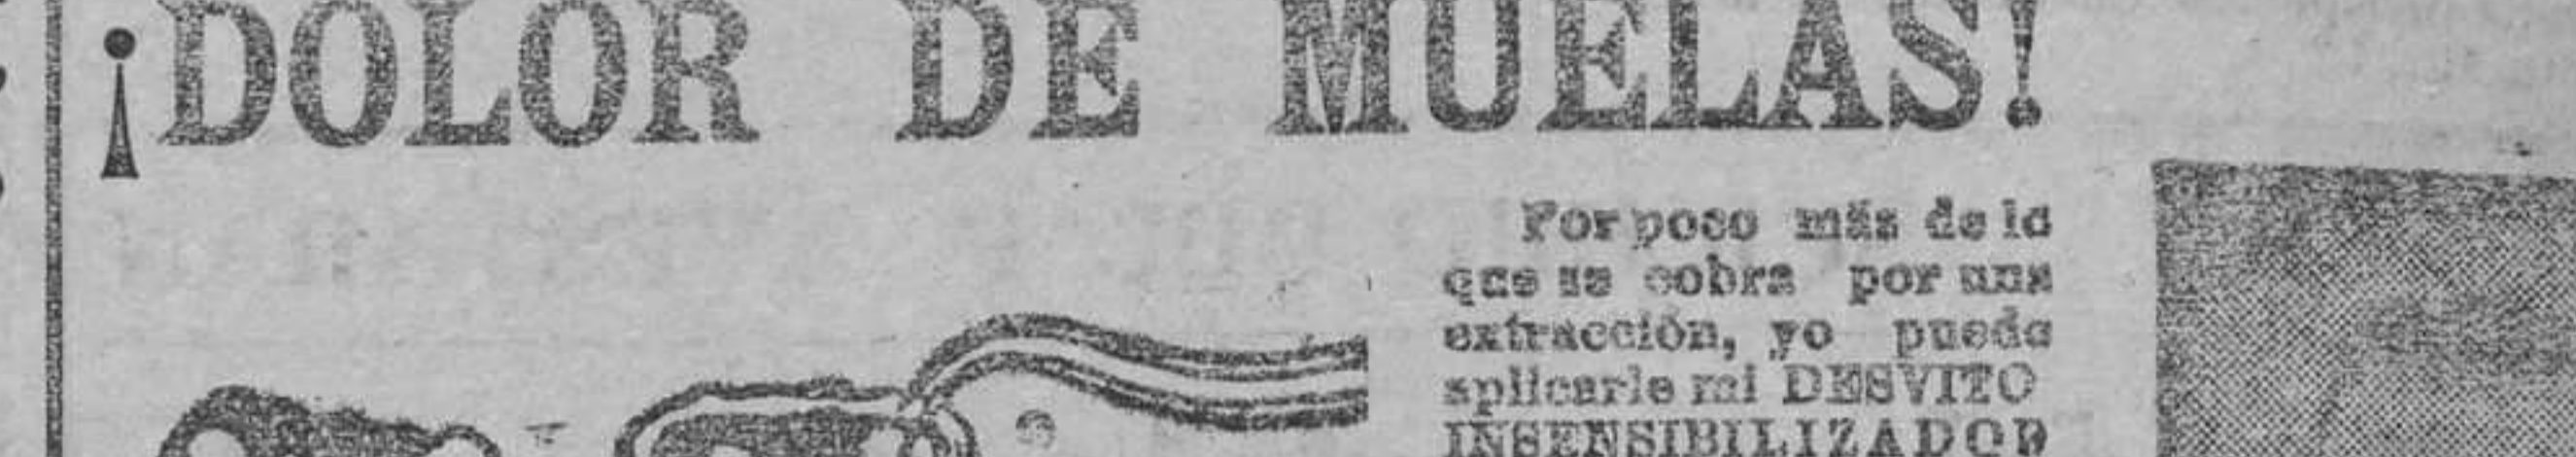 ¡DOLOR DE MUELAS!
Por poco más de lo
que se cobra por una
extracción, yo puedo
aplicarle mi DESVITO
INSENSIBILIZADOR